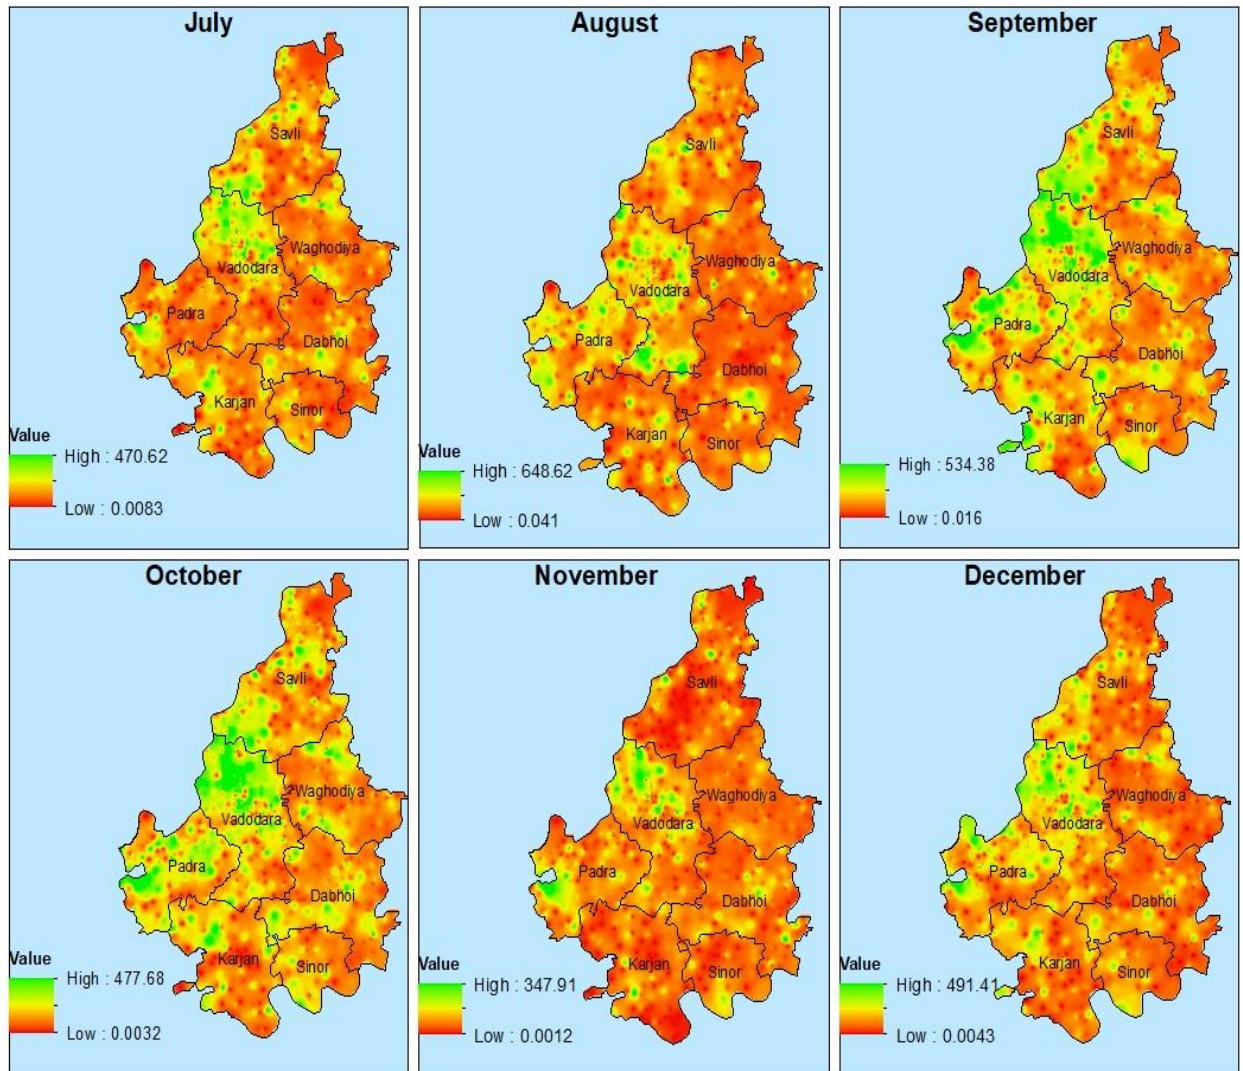 July
Savli
Waghodiya
Vadodara
Padra
Dabhoi
Karjan
Sinor
Value
High : 470.62
Low : 0.0083
August
Savli
Waghodiya
Vadodara
Padra
Dabhoi
Karjan
Sinor
Value
High : 648.62
Low : 0.041
September
Savli
Waghodiya
Vadodara
Padra
Dabhoi
Karjan
Sinor
High : 534.38
Low : 0.016
October
Savli
Waghodiya
Vadodara
Padra
Dabhoi
Karjan
Sinor
Value
High : 477.68
Low : 0.0032
November
Savli
Waghodiya
Vadodara
Padra
Dabhoi
Karjan
Sinor
Value
High : 347.91
Low : 0.0012
December
Savli
Waghodiya
Vadodara
Padra
Dabhoi
Karjan
Sinor
Value
High : 491.41
Low : 0.0043